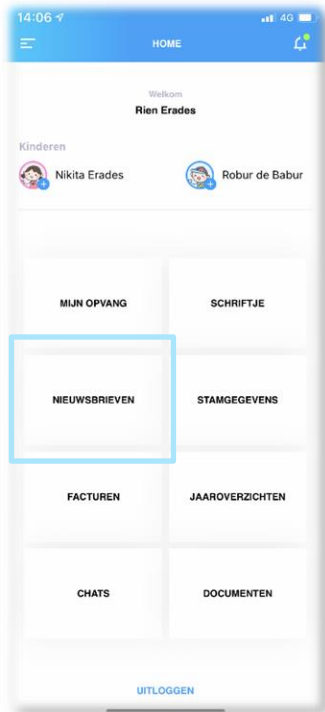 14:06
4G
HOME
Welkom
Rien Erades
Kinderen
Nikita Erades
Robur de Babur
MIJN OPVANG
SCHRIFTJE
NIEUWSBRIEVEN
STAMGEGEVENS
FACTUREN
JAAROVERZICHTEN
CHATS
DOCUMENTEN
UITLOGGEN